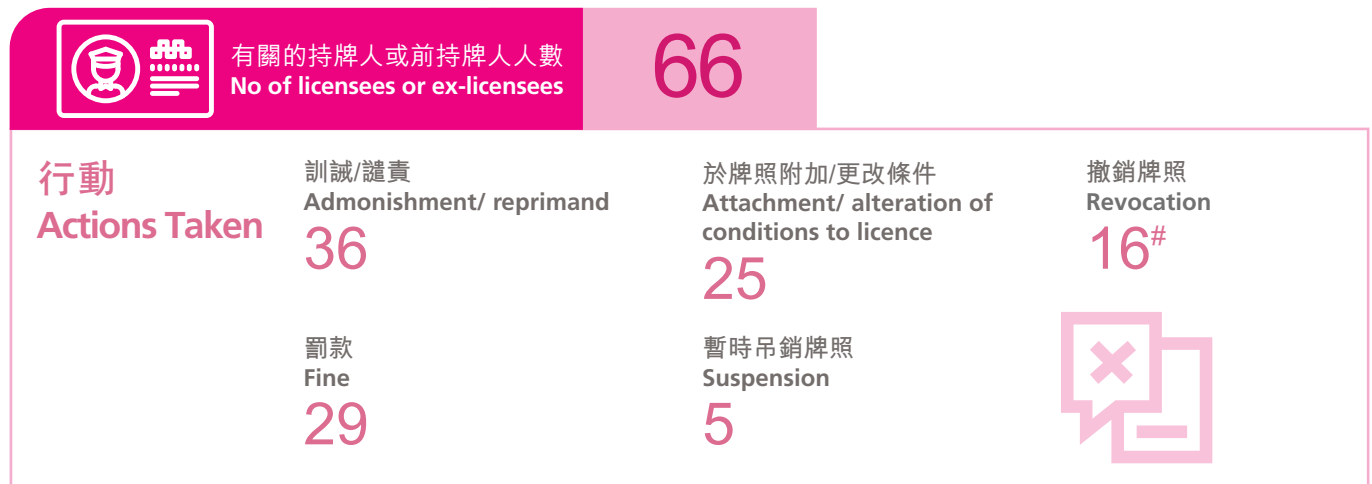 有關的持牌人或前持牌人人數
No of licensees or ex-licensees
66
行動
Actions Taken
訓誡/譴責
Admonishment/ reprimand
36
於牌照附加/更改條件
Attachment/ alteration of
conditions to licence
25
撤銷牌照
Revocation
16#
罰款
Fine
29
暫時吊銷牌照
Suspension
5